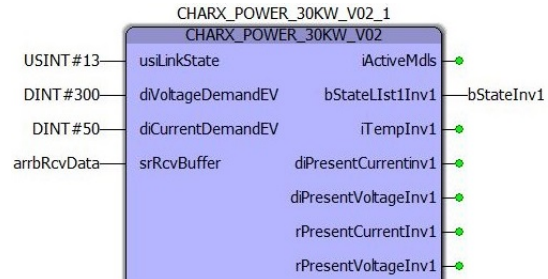 CHARX_POWER_30KW_V02_1
CHARX_POWER_30KW_V02
USINT#13 usiLinkState iActiveMdls
DINT#300 diVoltageDemandEV bStateLIst1Inv1 bStateInv1
DINT#50 diCurrentDemandEV iTempInv1
arrbRcvData srRcvBuffer diPresentCurrentinv1
diPresentVoltageInv1
rPresentCurrentInv1
rPresentVoltageInv1